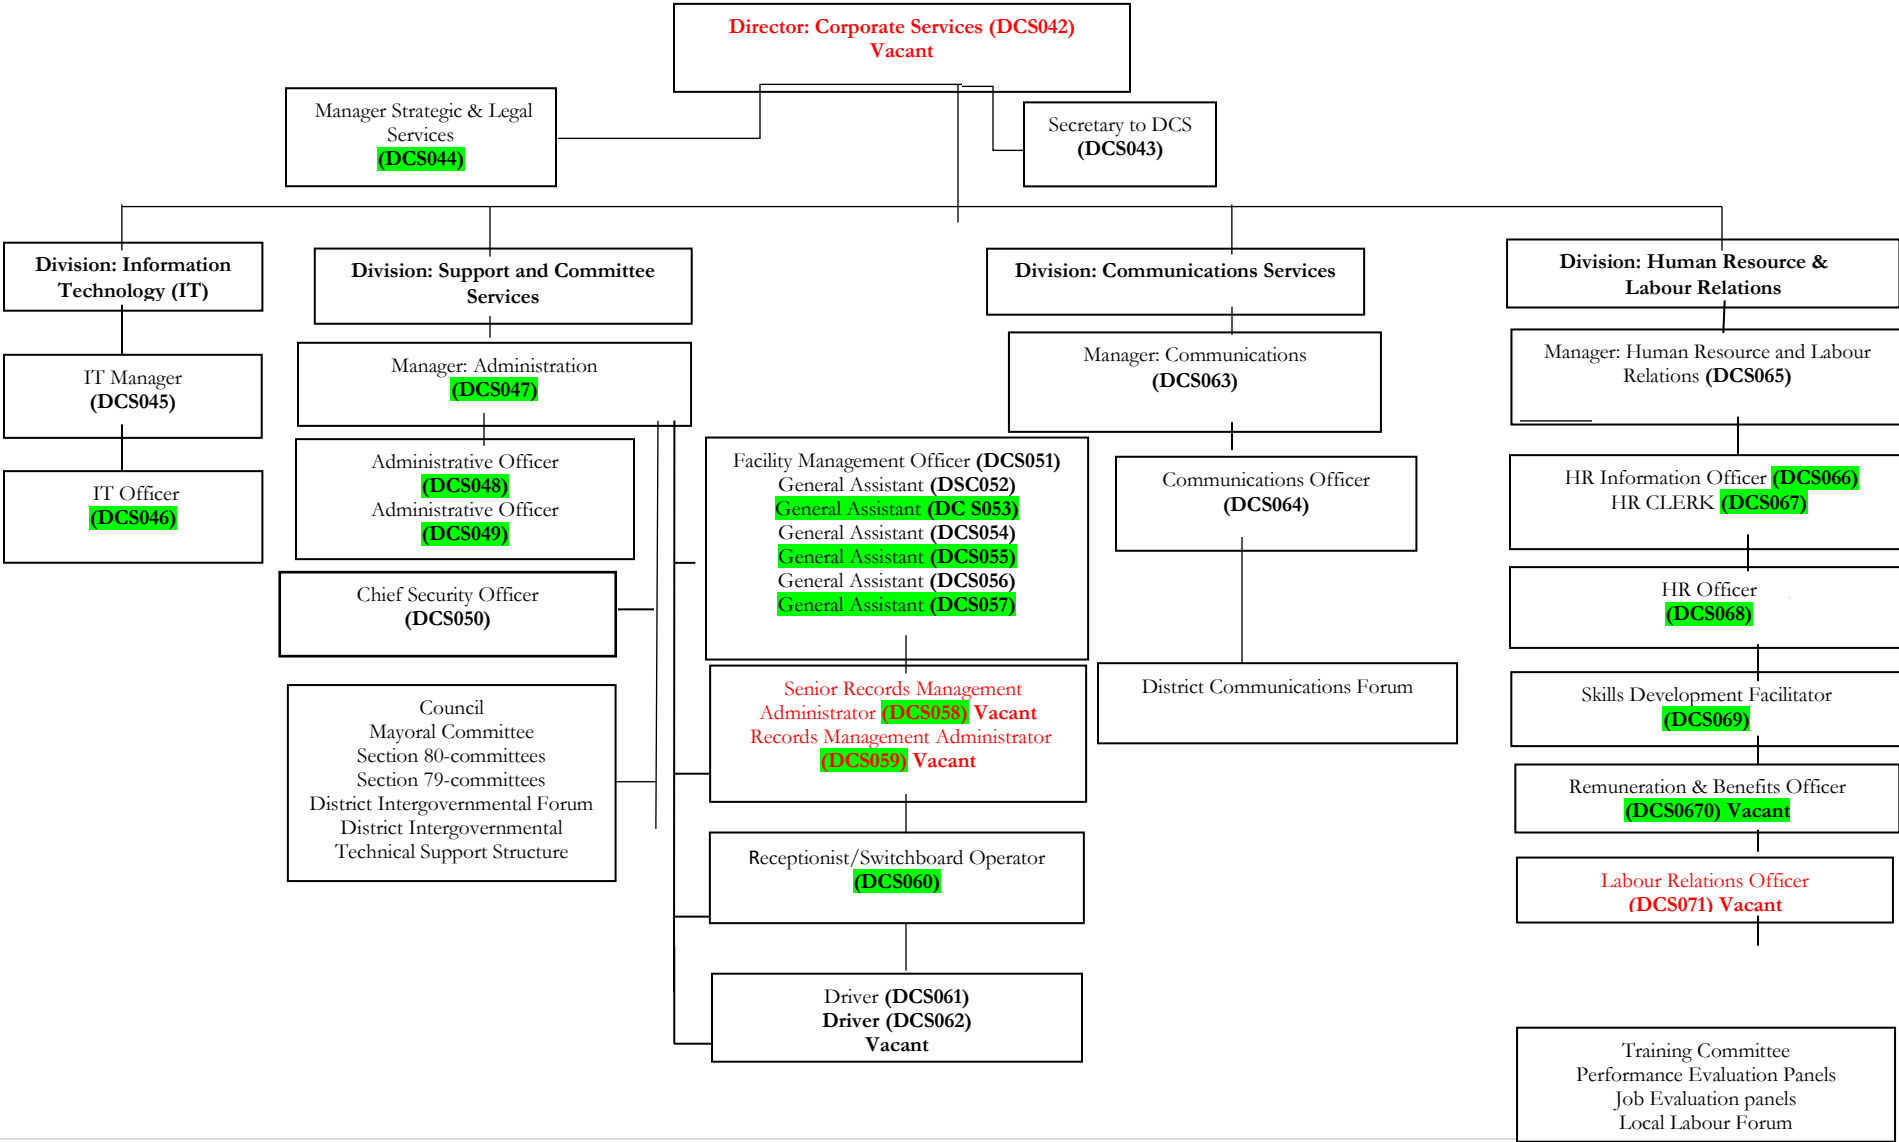 Director: Corporate Services (DCS042)
Vacant
Manager Strategic & Legal
Services
(DCS044)
Secretary to DCS
(DCS043)
Division: Information
Technology (IT)
IT Manager
(DCS045)
IT Officer
(DCS046)
Division: Support and Committee
Services
Manager: Administration
(DCS047)
Administrative Officer
(DCS048)
Administrative Officer
(DCS049)
Chief Security Officer
(DCS050)
Council
Mayoral Committee
Section 80-committees
Section 79-committees
District Intergovernmental Forum
District Intergovernmental
Technical Support Structure
Facility Management Officer (DCS051)
General Assistant (DSC052)
General Assistant (DC S053)
General Assistant (DCS054)
General Assistant (DCS055)
General Assistant (DCS056)
General Assistant (DCS057)
Senior Records Management
Administrator (DCS058) Vacant
Records Management Administrator
(DCS059) Vacant
Receptionist/Switchboard Operator
(DCS060)
Driver (DCS061)
Driver (DCS062)
Vacant
Division: Communications Services
Manager: Communications
(DCS063)
Communications Officer
(DCS064)
District Communications Forum
Division: Human Resource &
Labour Relations
Manager: Human Resource and Labour
Relations (DCS065)
HR Information Officer (DCS066)
HR CLERK (DCS067)
HR Officer
(DCS068)
Skills Development Facilitator
(DCS069)
Remuneration & Benefits Officer
(DCS0670) Vacant
Labour Relations Officer
(DCS071) Vacant
Training Committee
Performance Evaluation Panels
Job Evaluation panels
Local Labour Forum